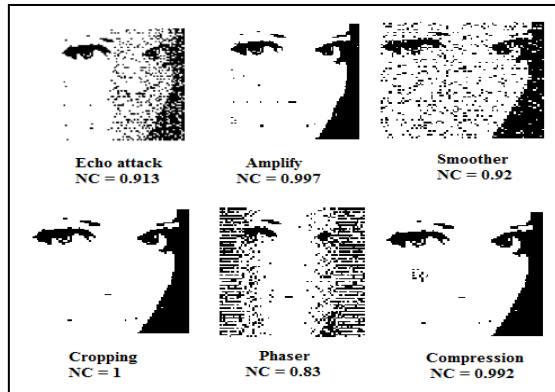 Echo attack
NC = 0.913
Amplify
NC = 0.997
Smoother
NC = 0.92
Cropping
NC = 1
Phaser
NC = 0.83
Compression
NC = 0.992